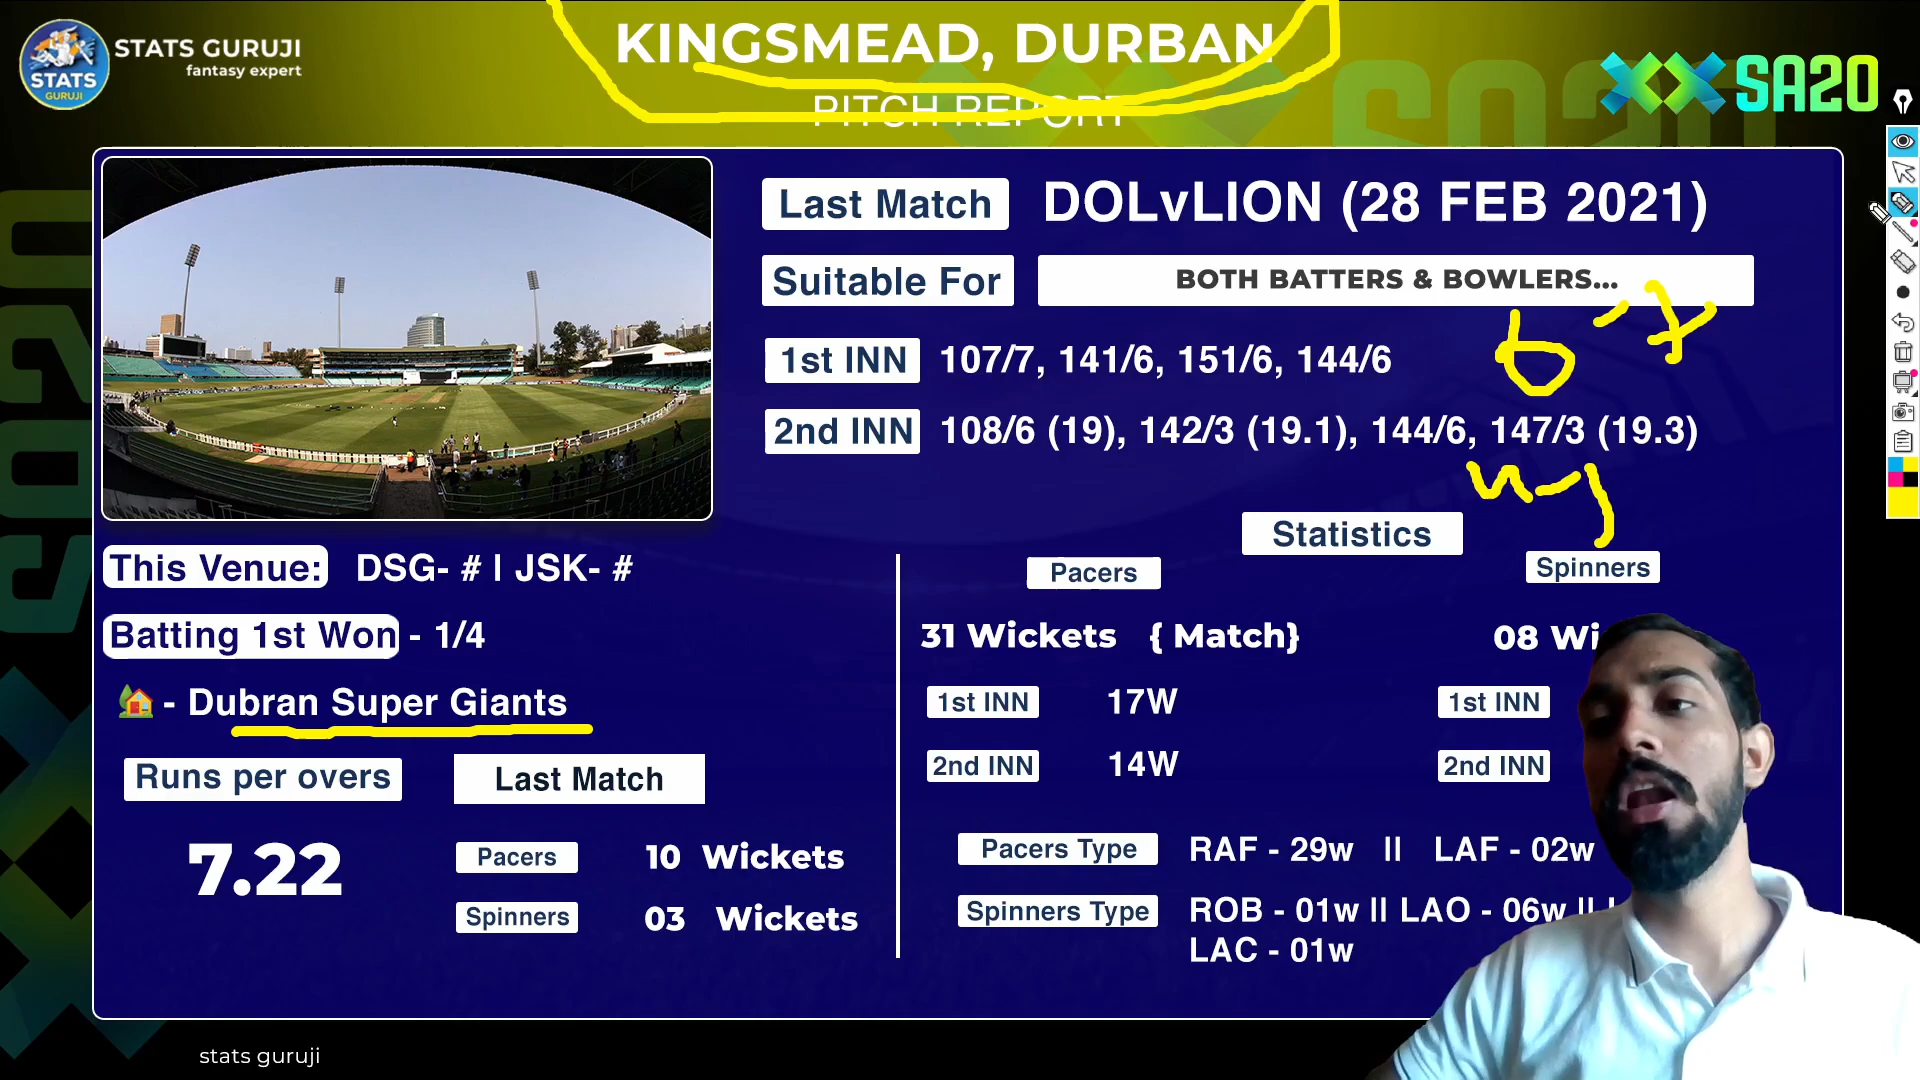 STATS GURUJI
fantasy expert
STATS
GURUJI
KINGSMEAD, DURBAN
PITCH REPORT
SA20
Last Match DOLvLION (28 FEB 2021)
Suitable For BOTH BATTERS & BOWLERS...
1st INN 107/7, 141/6, 151/6, 144/6
2nd INN 108/6 (19), 142/3 (19.1), 144/6, 147/3 (19.3)
This Venue: DSG- # | JSK- #
Batting 1st Won - 1/4
- Dubran Super Giants
Runs per overs
7.22
Last Match
Pacers 10 Wickets
Spinners 03 Wickets
Statistics
Pacers
31 Wickets { Match}
1st INN 17W
2nd INN 14W
Spinners
08 Wi
1st INN
2nd INN
Pacers Type RAF - 29w || LAF - 02w
Spinners Type ROB - 01w || LAO - 06w ||
LAC - 01w
stats guruji